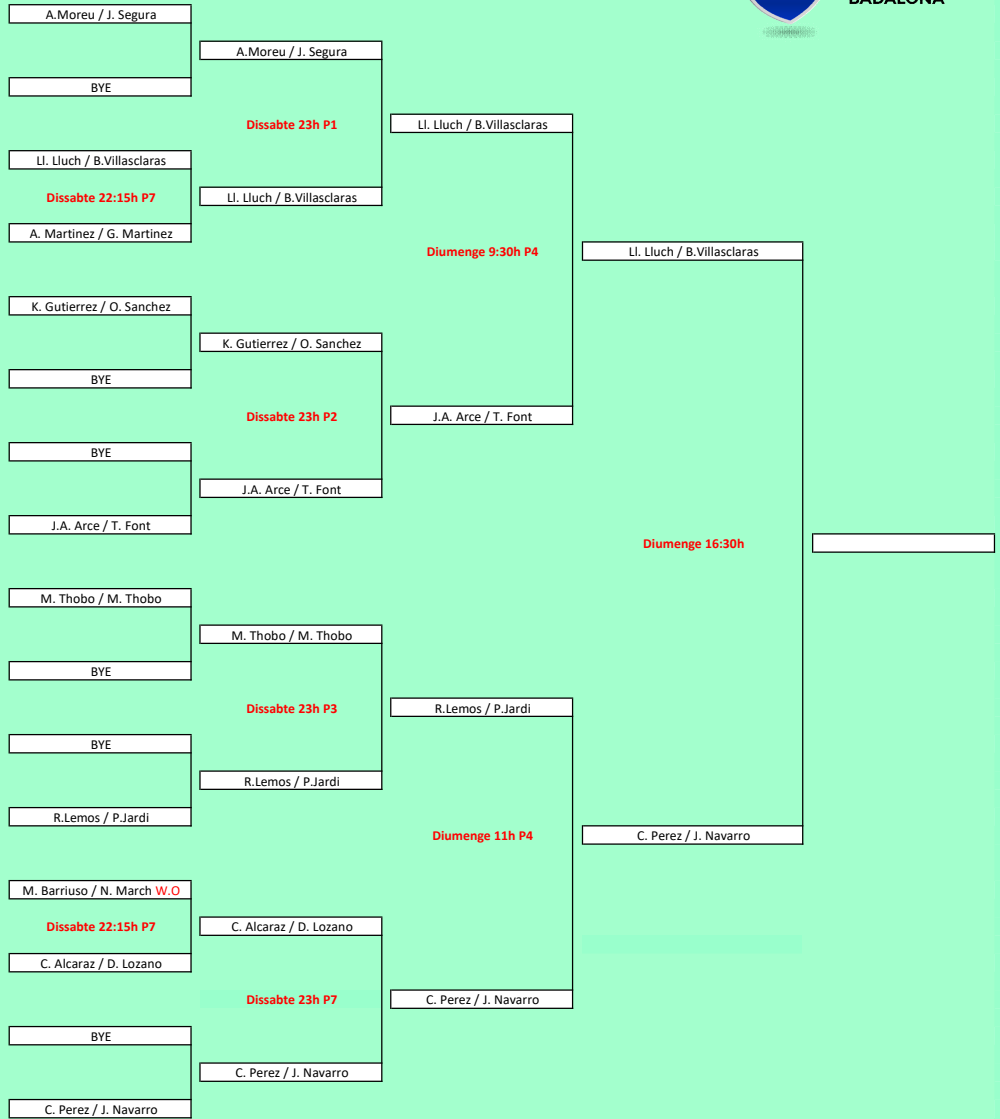 BADALONA
A.Moreu / J. Segura
A.Moreu / J. Segura
BYE
Dissabte 23h P1
Ll. Lluch / B.Villasclaras
Ll. Lluch / B.Villasclaras
Dissabte 22:15h P7
Ll. Lluch / B.Villasclaras
A. Martinez / G. Martinez
Diumenge 9:30h P4
Ll. Lluch / B.Villasclaras
K. Gutierrez / O. Sanchez
K. Gutierrez / O. Sanchez
BYE
Dissabte 23h P2
J.A. Arce / T. Font
BYE
J.A. Arce / T. Font
J.A. Arce / T. Font
Diumenge 16:30h
M. Thobo / M. Thobo
M. Thobo / M. Thobo
BYE
Dissabte 23h P3
R.Lemos / P.Jardi
BYE
R.Lemos / P.Jardi
R.Lemos / P.Jardi
Diumenge 11h P4
C. Perez / J. Navarro
M. Barriuso / N. March W.O
Dissabte 22:15h P7
C. Alcaraz / D. Lozano
C. Alcaraz / D. Lozano
Dissabte 23h P7
C. Perez / J. Navarro
BYE
C. Perez / J. Navarro
C. Perez / J. Navarro